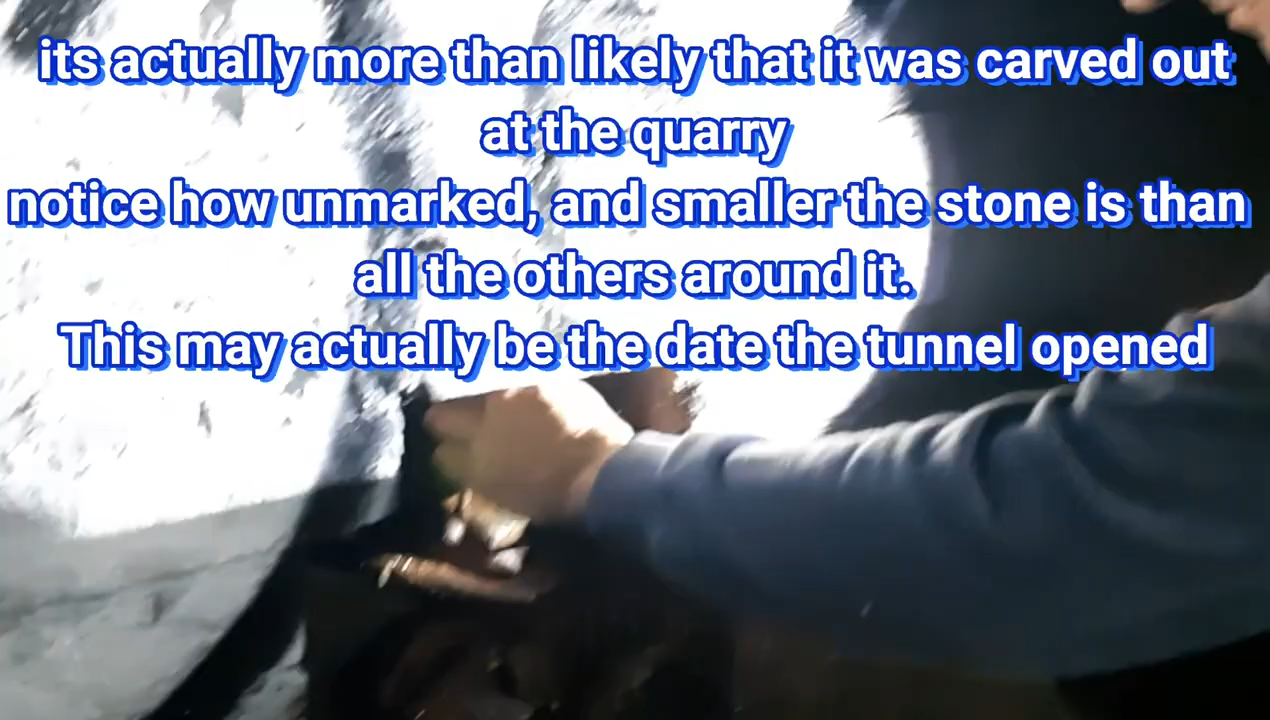 its actually more than likely that it was carved out
at the quarry
notice how unmarked, and smaller the stone is than
all the others around it.
This may actually be the date the tunnel opened